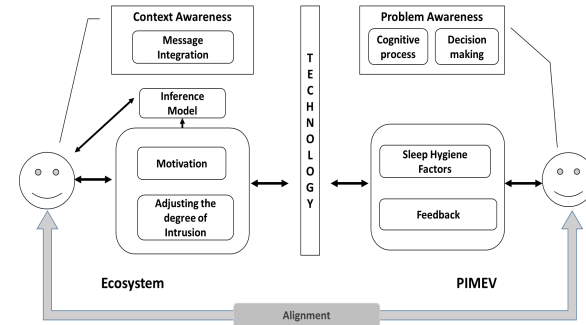 Context Awareness
Message
Integration
Problem Awareness
Cognitive
process
Decision
making
Inference
Model
Motivation
Adjusting the
degree of
Intrusion
T
E
C
H
N
O
L
O
G
Y
Sleep Hygiene
Factors
Feedback
Ecosystem
PIMEV
Alignment